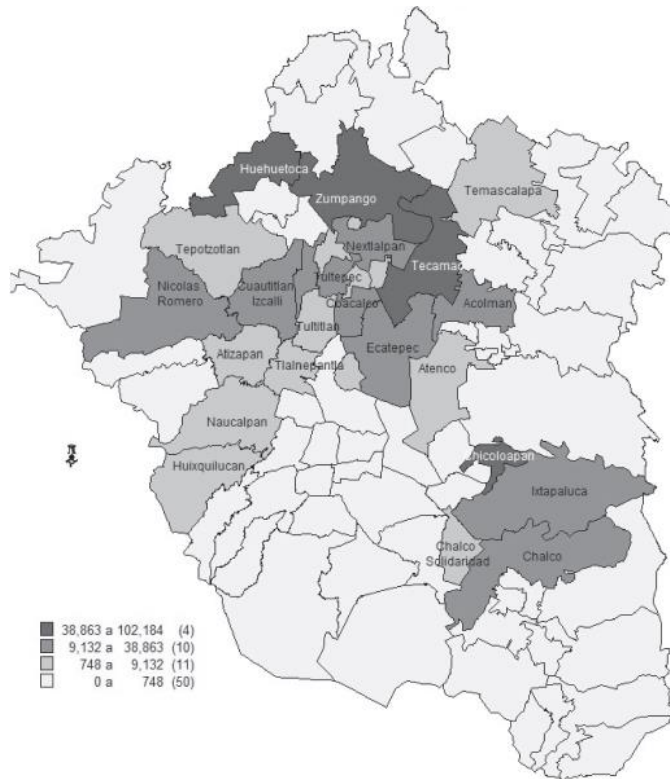 Huehuetoca
Zumpango
Temascalapa
Tepotzotlan
Nextlalpan
Tecamac
Nicolas
Romero
Cuautitlan
Izcalli
Tultepec
Coacalco
Acolman
Tultitlan
Ecatepec
Atizapan
Tlalnepantla
Atenco
Naucalpan
Huixquilucan
Chicoloapan
Ixtapaluca
Chalco
Solidaridad
Chalco
38,863 a 102,184 (4)
9,132 a 38,863 (10)
748 a 9,132 (11)
0 a 748 (50)